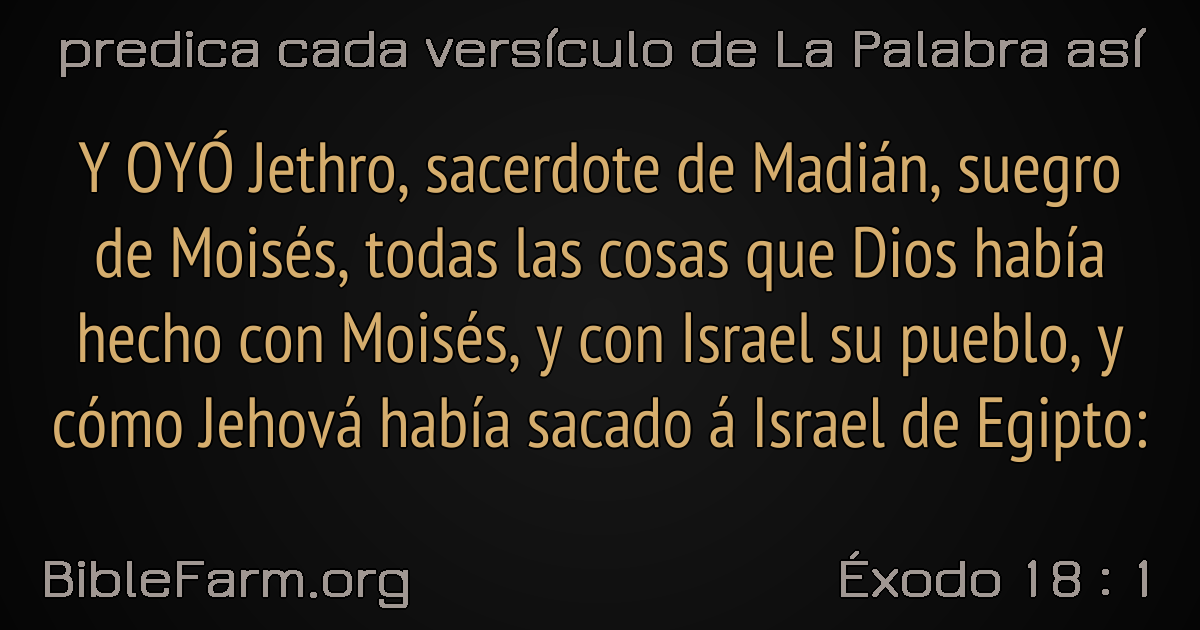 predica cada versículo de La Palabra así
Y OYÓ Jethro, sacerdote de Madián, suegro
de Moisés, todas las cosas que Dios había
hecho con Moisés, y con Israel su pueblo, y
cómo Jehová había sacado á Israel de Egipto:
BibleFarm.org
Éxodo 18 : 1